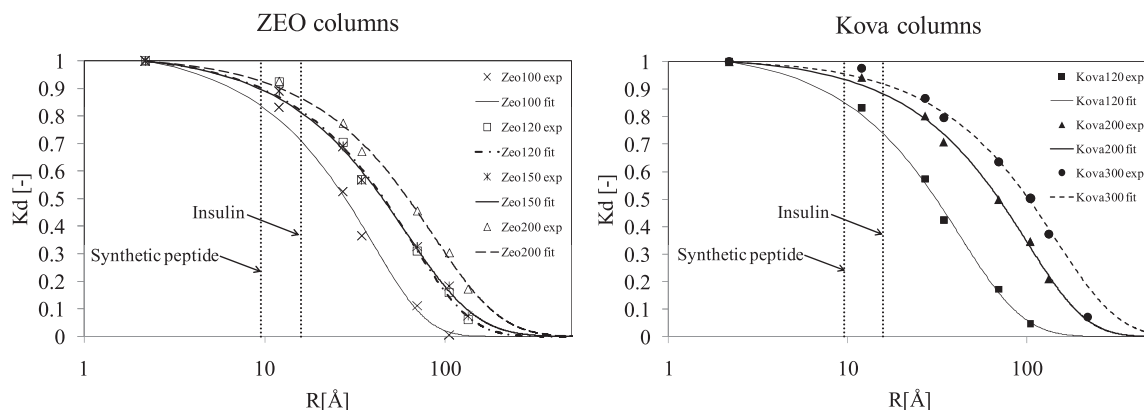 ZEO columns
Kd [-]
1
0.9
0.8
0.7
0.6
0.5
0.4
0.3
0.2
0.1
0
Zeo100 exp
Zeo100 fit
Zeo120 exp
Zeo120 fit
Zeo150 exp
Zeo150 fit
Zeo200 exp
Zeo200 fit
Insulin
Synthetic peptide
1
10
100
R[Å]
Kova columns
Kd [-]
1
0.9
0.8
0.7
0.6
0.5
0.4
0.3
0.2
0.1
0
Kova120 exp
Kova120 fit
Kova200 exp
Kova200 fit
Kova300 exp
Kova300 fit
Insulin
Synthetic peptide
1
10
100
R[Å]